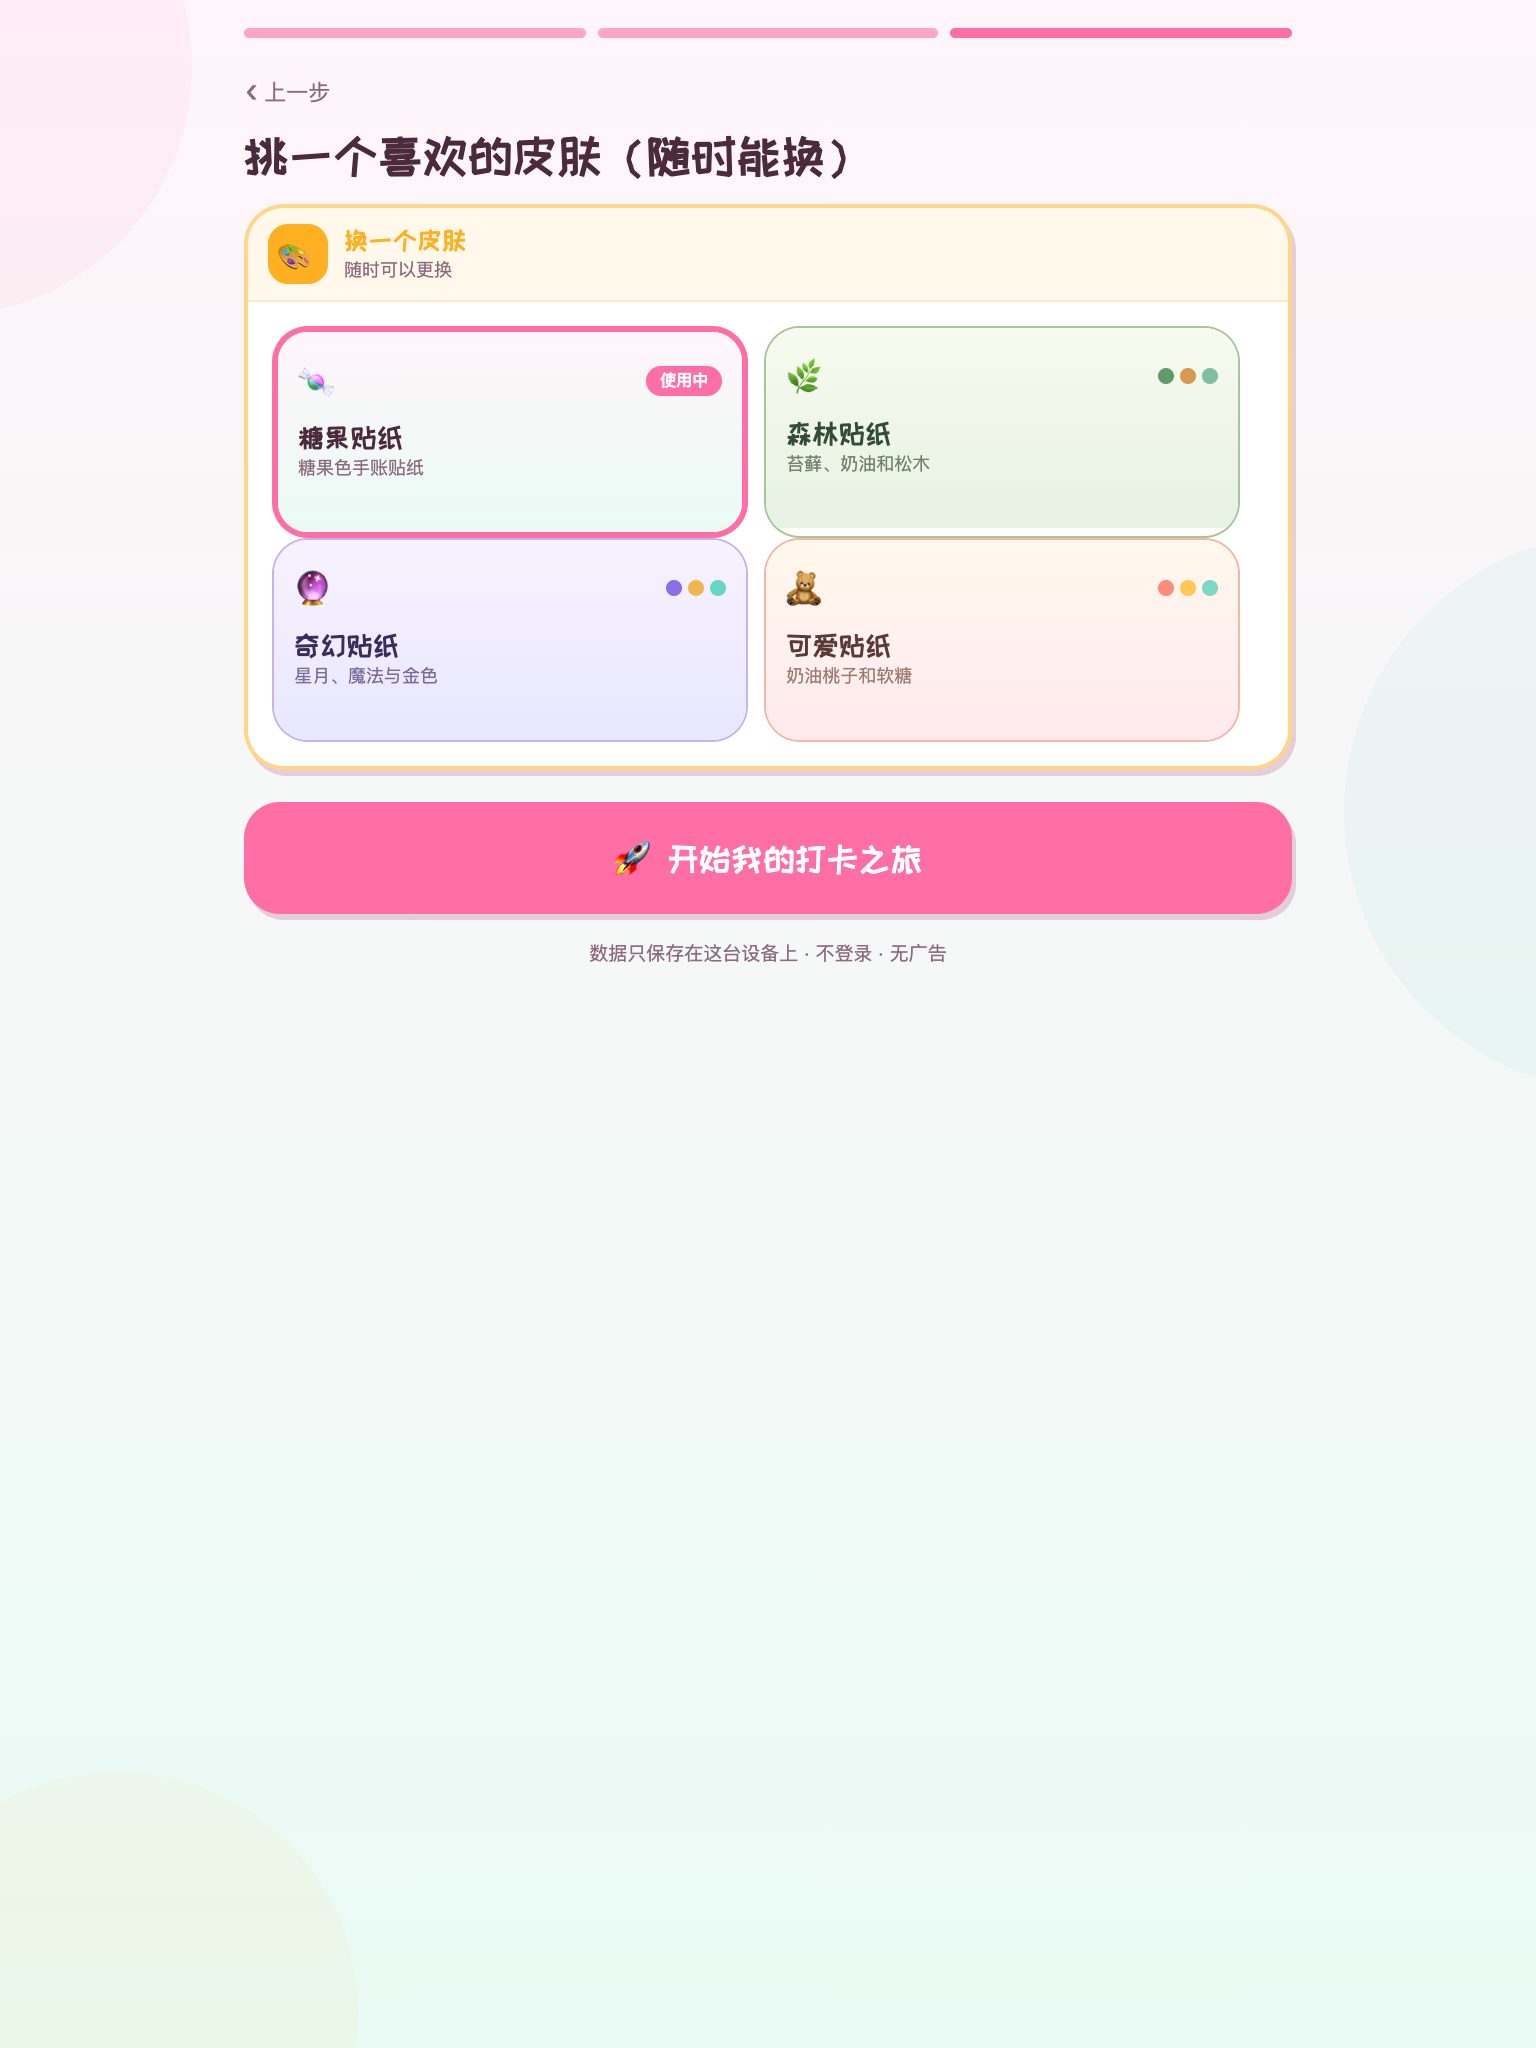 上一步
挑一个喜欢的皮肤（随时能换）
换一个皮肤
随时可以更换
使用中
糖果贴纸
糖果色手账贴纸
森林贴纸
苔藓、奶油和松木
奇幻贴纸
星月、魔法与金色
可爱贴纸
奶油桃子和软糖
开始我的打卡之旅
数据只保存在这台设备上 · 不登录 · 无广告